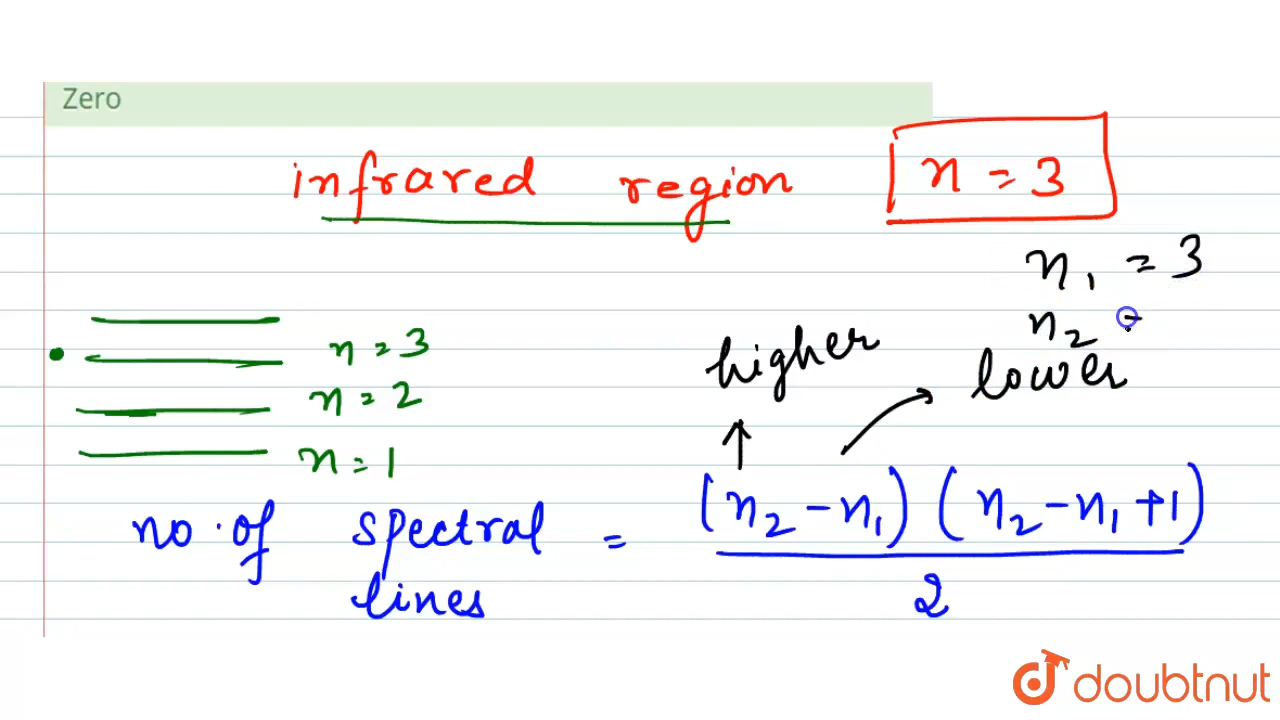 Zero
infrared region n = 3
n₁ = 3
n₂ =
n = 3
higher
lower
n = 2
n = 1
no. of spectral lines = (n₂ - n₁) (n₂ - n₁ + 1)
2
doubtnut